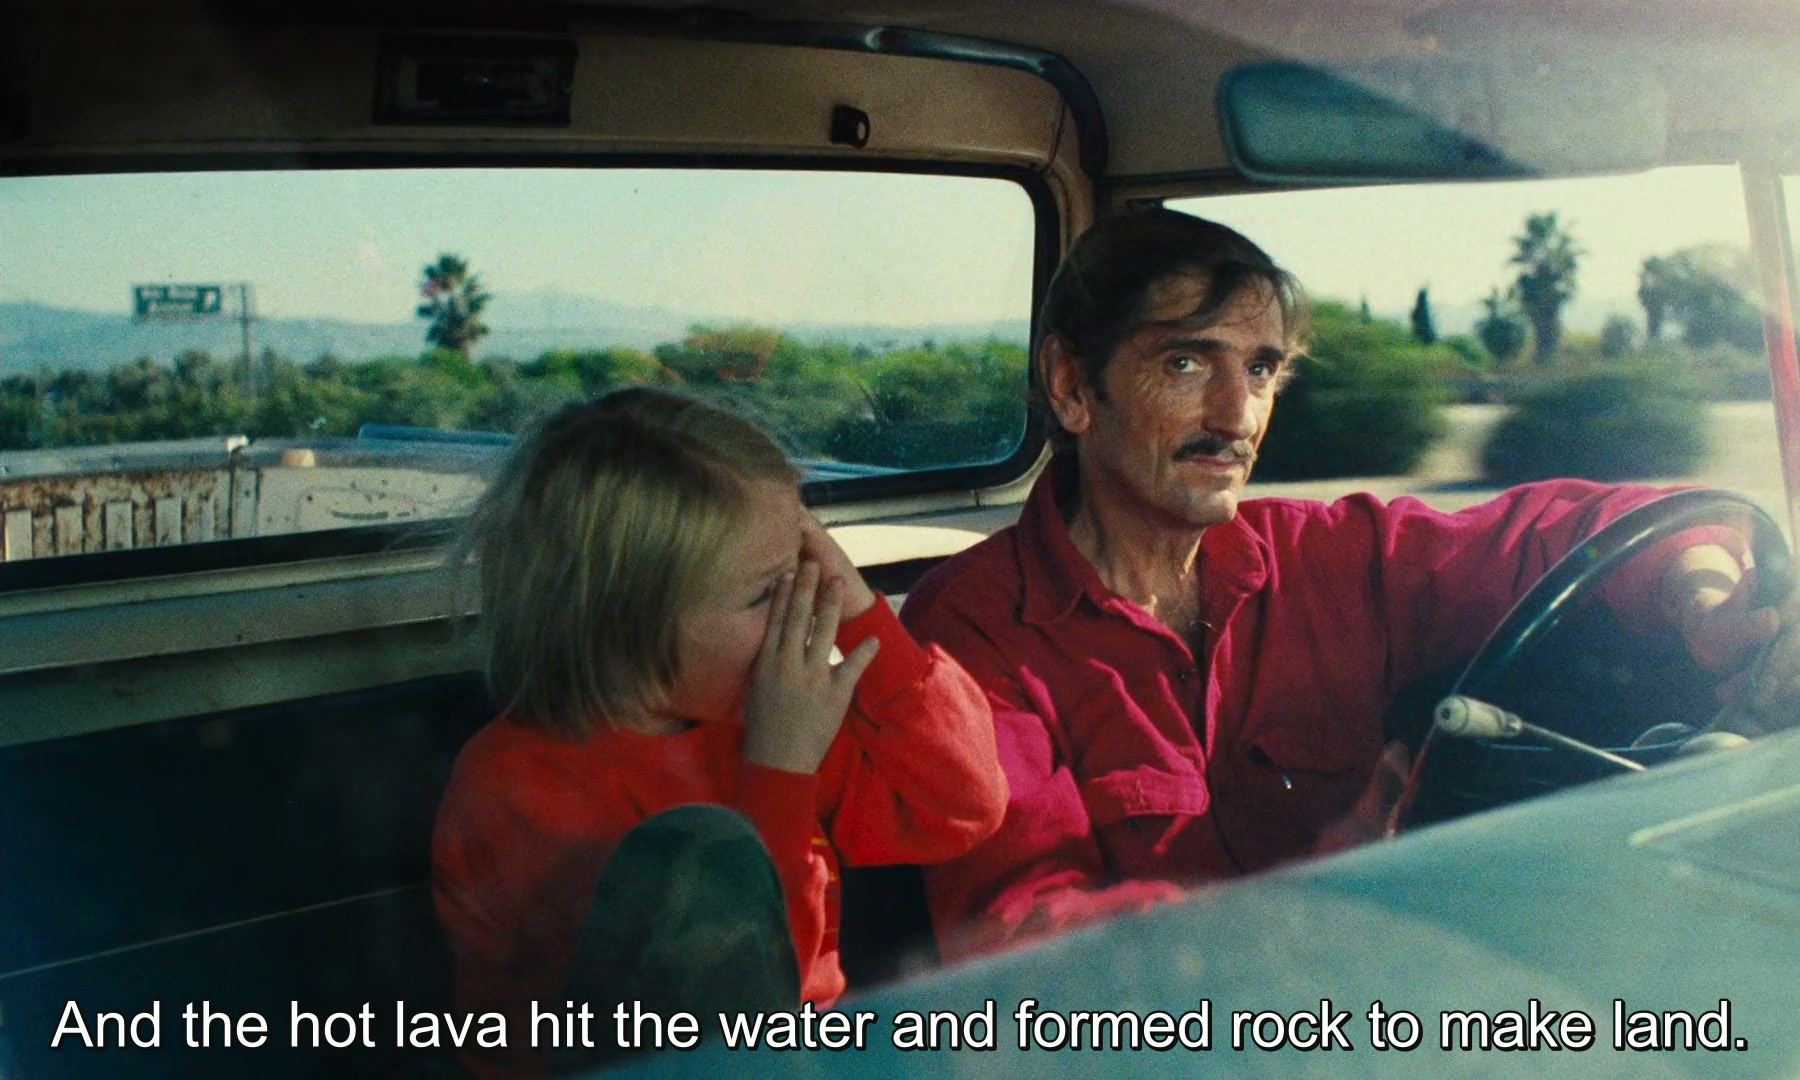 And the hot lava hit the water and formed rock to make land.